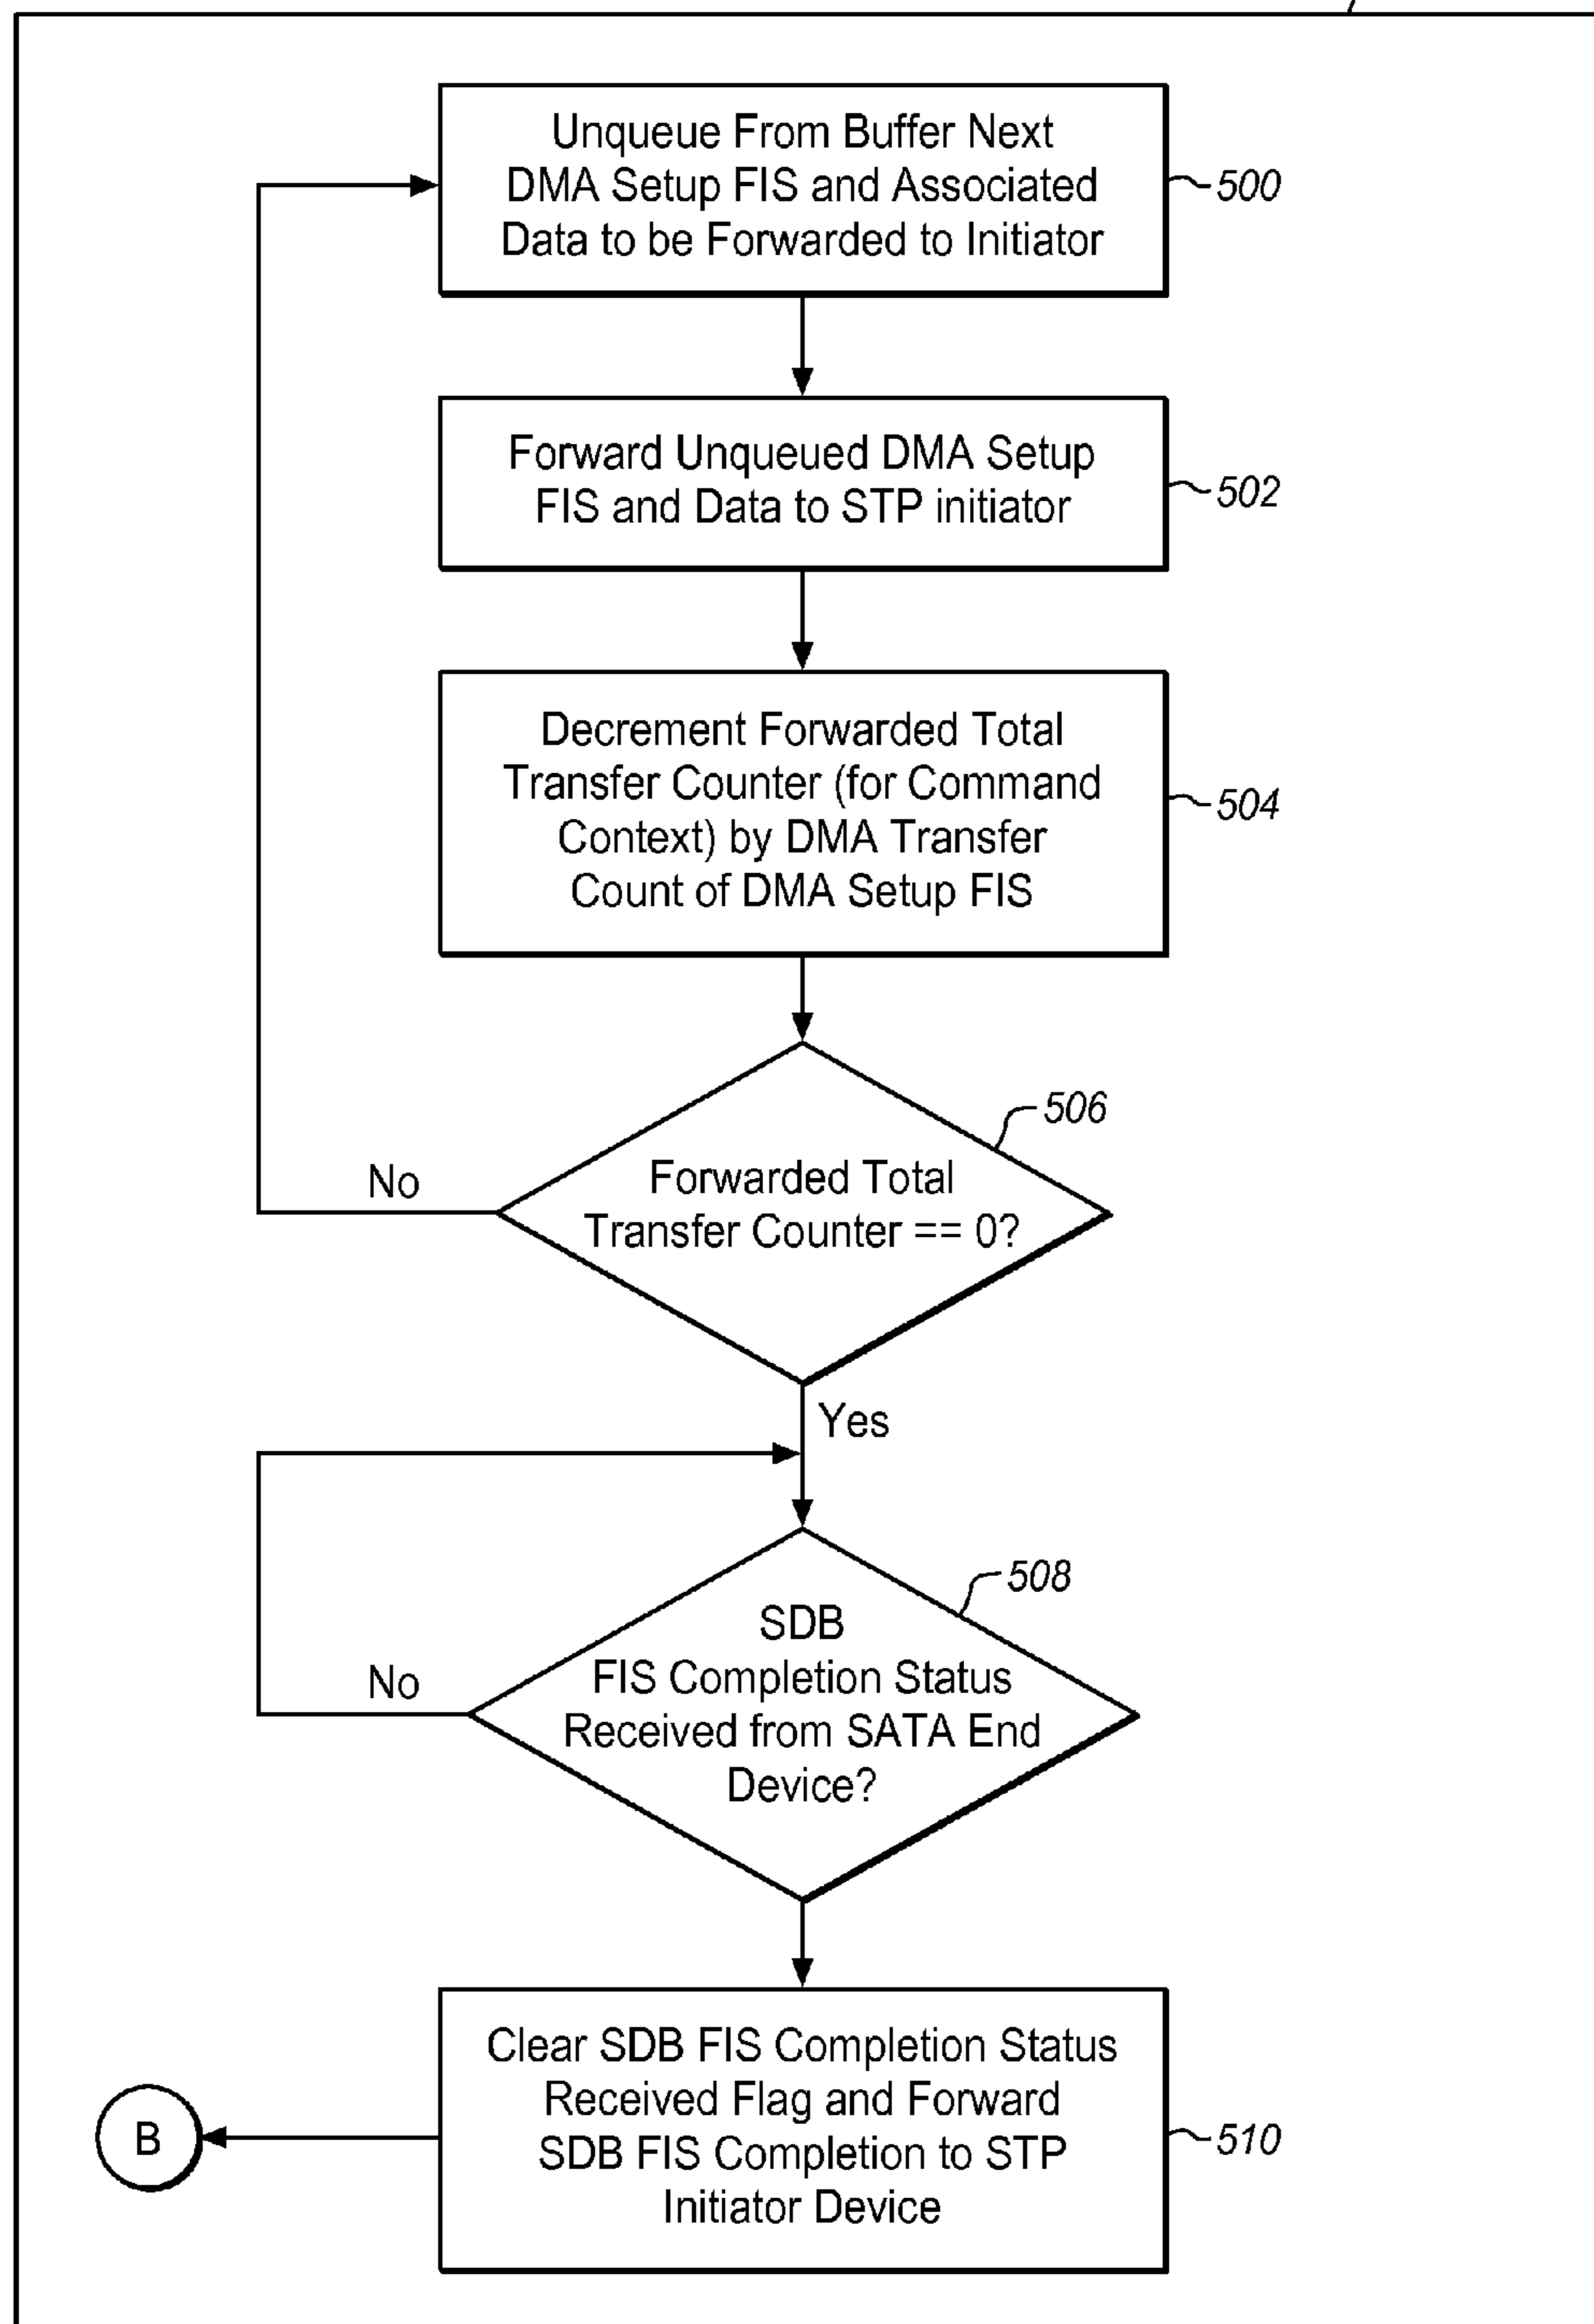 Unqueue From Buffer Next
DMA Setup FIS and Associated
Data to be Forwarded to Initiator
500
Forward Unqueued DMA Setup
FIS and Data to STP initiator
502
Decrement Forwarded Total
Transfer Counter (for Command
Context) by DMA Transfer
Count of DMA Setup FIS
504
506
Forwarded Total
Transfer Counter == 0?
No
Yes
508
SDB
FIS Completion Status
Received from SATA End
Device?
No
Clear SDB FIS Completion Status
Received Flag and Forward
SDB FIS Completion to STP
Initiator Device
510
B